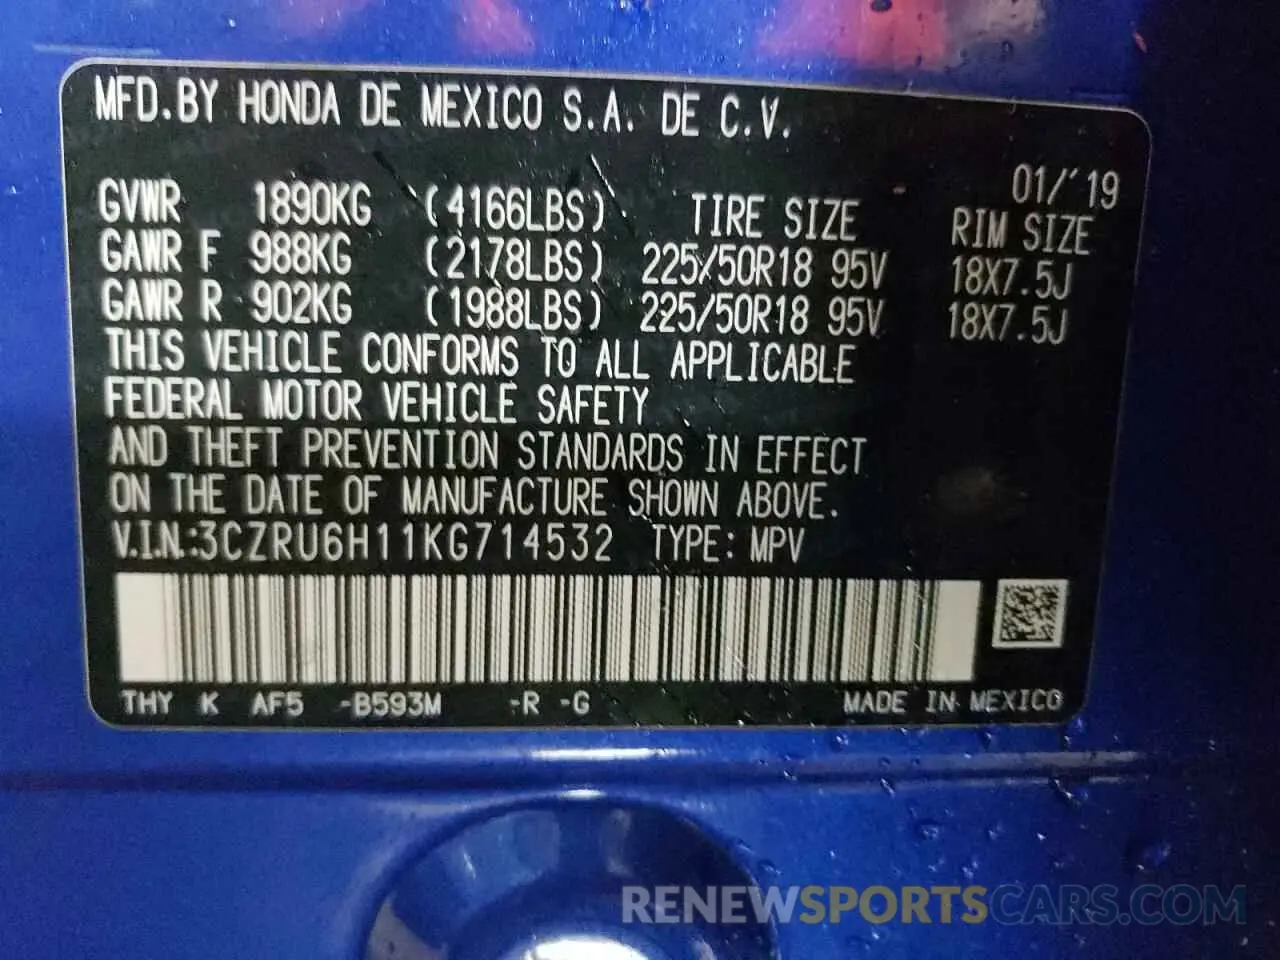 MFD.BY HONDA DE MEXICO S.A. DE C.V.
01/'19
GVWR 1890KG (4166LBS) TIRE SIZE RIM SIZE
GAWR F 988KG (2178LBS) 225/50R18 95V 18X7.5J
GAWR R 902KG (1988LBS) 225/50R18 95V 18X7.5J
THIS VEHICLE CONFORMS TO ALL APPLICABLE
FEDERAL MOTOR VEHICLE SAFETY
AND THEFT PREVENTION STANDARDS IN EFFECT
ON THE DATE OF MANUFACTURE SHOWN ABOVE.
V.I.N.:3CZRU6H11KG714532 TYPE: MPV
THY K AF5 -B593M -R -G MADE IN MEXICO
RENEWSPORTSCARS.COM